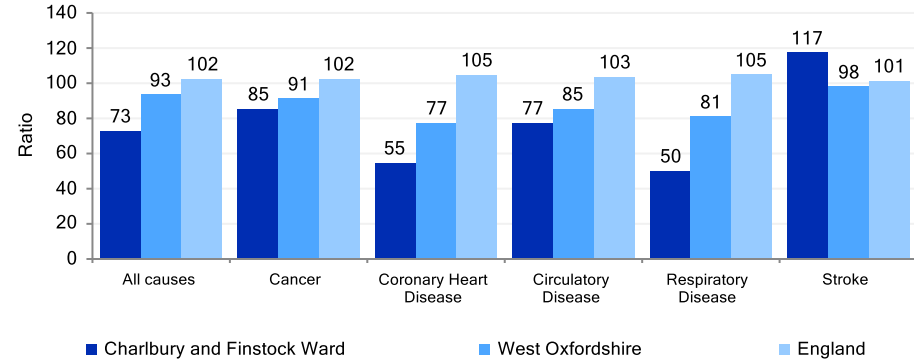 140
120
100
80
60
40
20
0
Ratio
73 93 102
85 91 102
55 77 105
77 85 103
50 81 105
117 98 101
All causes
Cancer
Coronary Heart
Disease
Circulatory
Disease
Respiratory
Disease
Stroke
Charlbury and Finstock Ward
West Oxfordshire
England